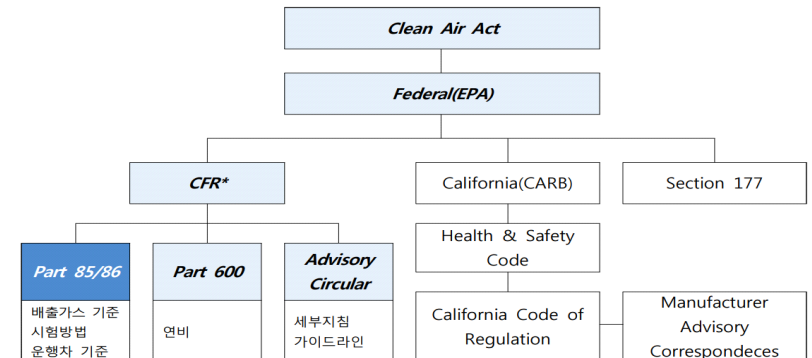 Clean Air Act
Federal(EPA)
CFR*
California(CARB)
Section 177
Health & Safety
Code
Part 85/86
Part 600
Advisory
Circular
배출가스 기준
시험방법
운행차 기준
연비
세부지침
가이드라인
California Code of
Regulation
Manufacturer
Advisory
Correspondeces